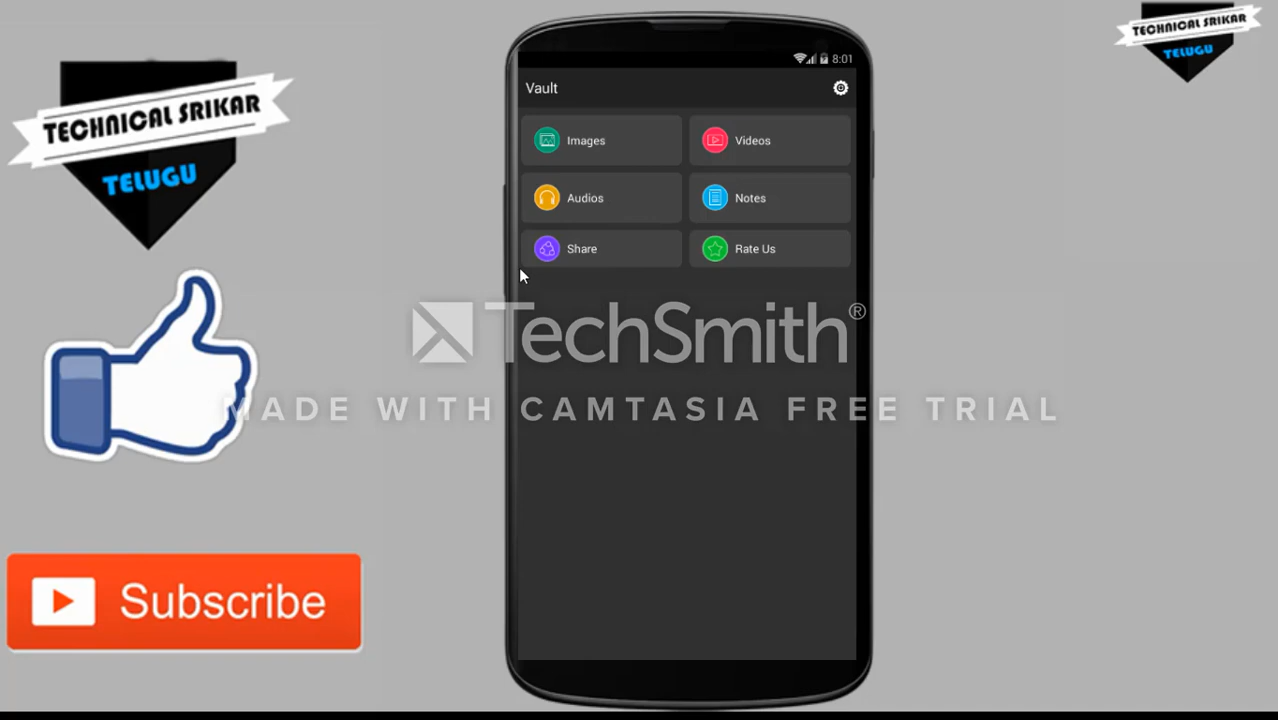 TECHNICAL SRIKAR
TELUGU
TECHNICAL SRIKAR
TELUGU
8:01
Vault
Images
Videos
Audios
Notes
Share
Rate Us
TechSmith®
MADE WITH CAMTASIA FREE TRIAL
Subscribe